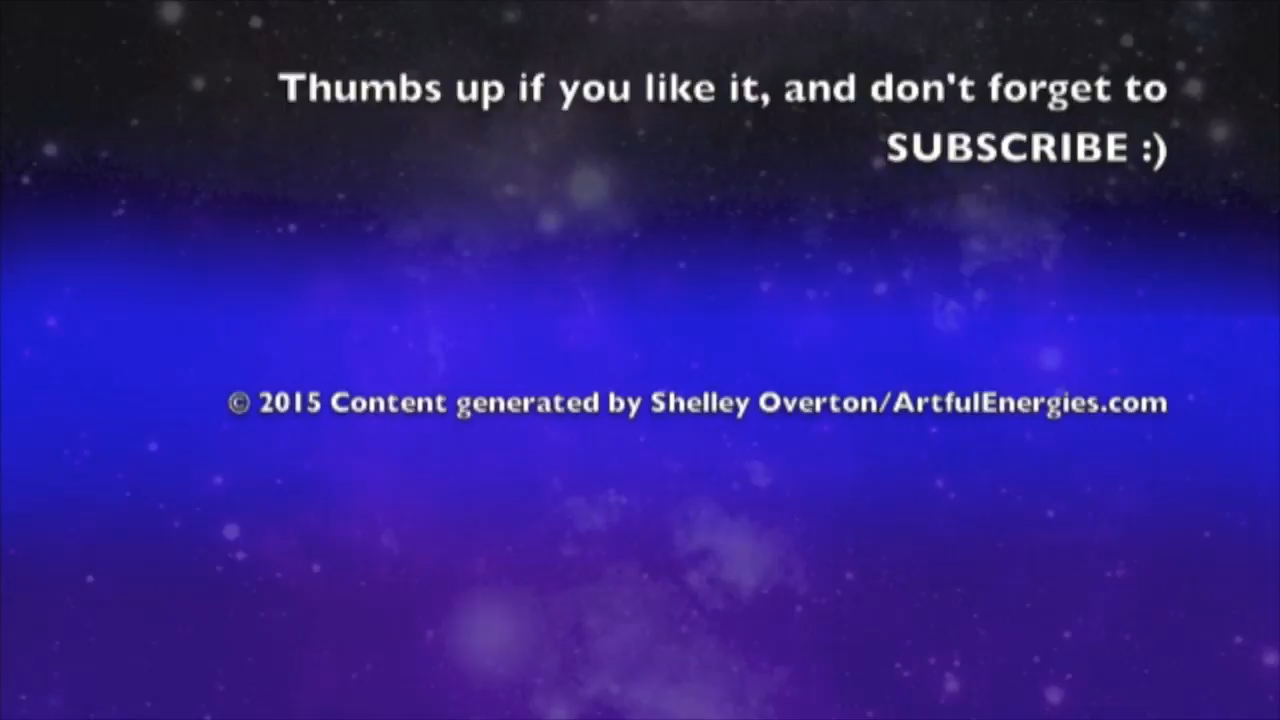 Thumbs up if you like it, and don't forget to
SUBSCRIBE :)
© 2015 Content generated by Shelley Overton/ArtfulEnergies.com